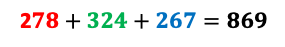 278 + 324 + 267 = 869